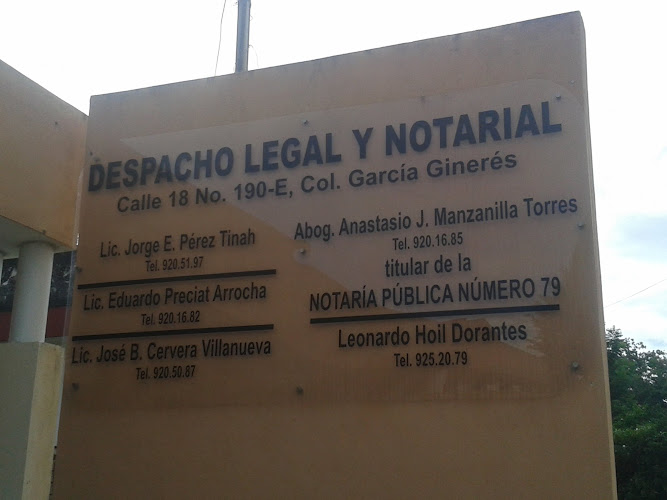 DESPACHO LEGAL Y NOTARIAL
Calle 18 No. 190-E, Col. García Ginerés
Lic. Jorge E. Pérez Tinah
Tel. 920.51.97
Lic. Eduardo Preciat Arrocha
Tel. 920.16.82
Lic. José B. Cervera Villanueva
Tel. 920.50.87
Abog. Anastasio J. Manzanilla Torres
Tel. 920.16.85
titular de la
NOTARÍA PÚBLICA NÚMERO 79
Leonardo Hoil Dorantes
Tel. 925.20.79